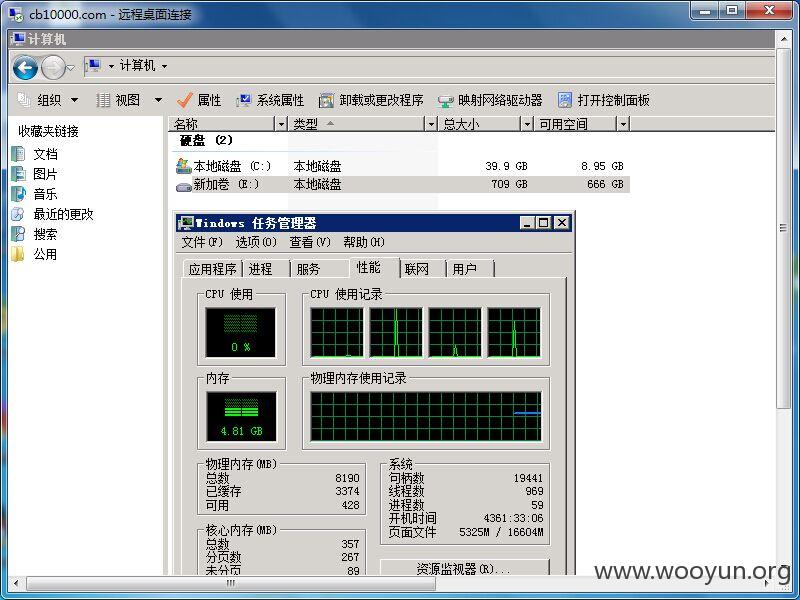 cb10000.com - 远程桌面连接
计算机
计算机
组织 视图 属性 系统属性 卸载或更改程序 映射网络驱动器 打开控制面板
收藏夹链接
文档
图片
音乐
最近的更改
搜索
公用
名称 类型 总大小 可用空间
硬盘 (2)
本地磁盘 (C:) 本地磁盘 39.9 GB 8.95 GB
新加卷 (E:) 本地磁盘 709 GB 666 GB
Windows 任务管理器
文件(F) 选项(O) 查看(V) 帮助(H)
应用程序 进程 服务 性能 联网 用户
CPU 使用 CPU 使用记录
0 %
内存 物理内存使用记录
4.81 GB
物理内存(MB)
总数 8190
已缓存 3374
可用 428
系统
句柄数 19441
线程数 969
进程数 59
开机时间 4361:33:06
页面文件 5325M / 16604M
核心内存(MB)
总数 357
分页数 267
未分页 89
资源监视器(R)...
www.wooyun.org